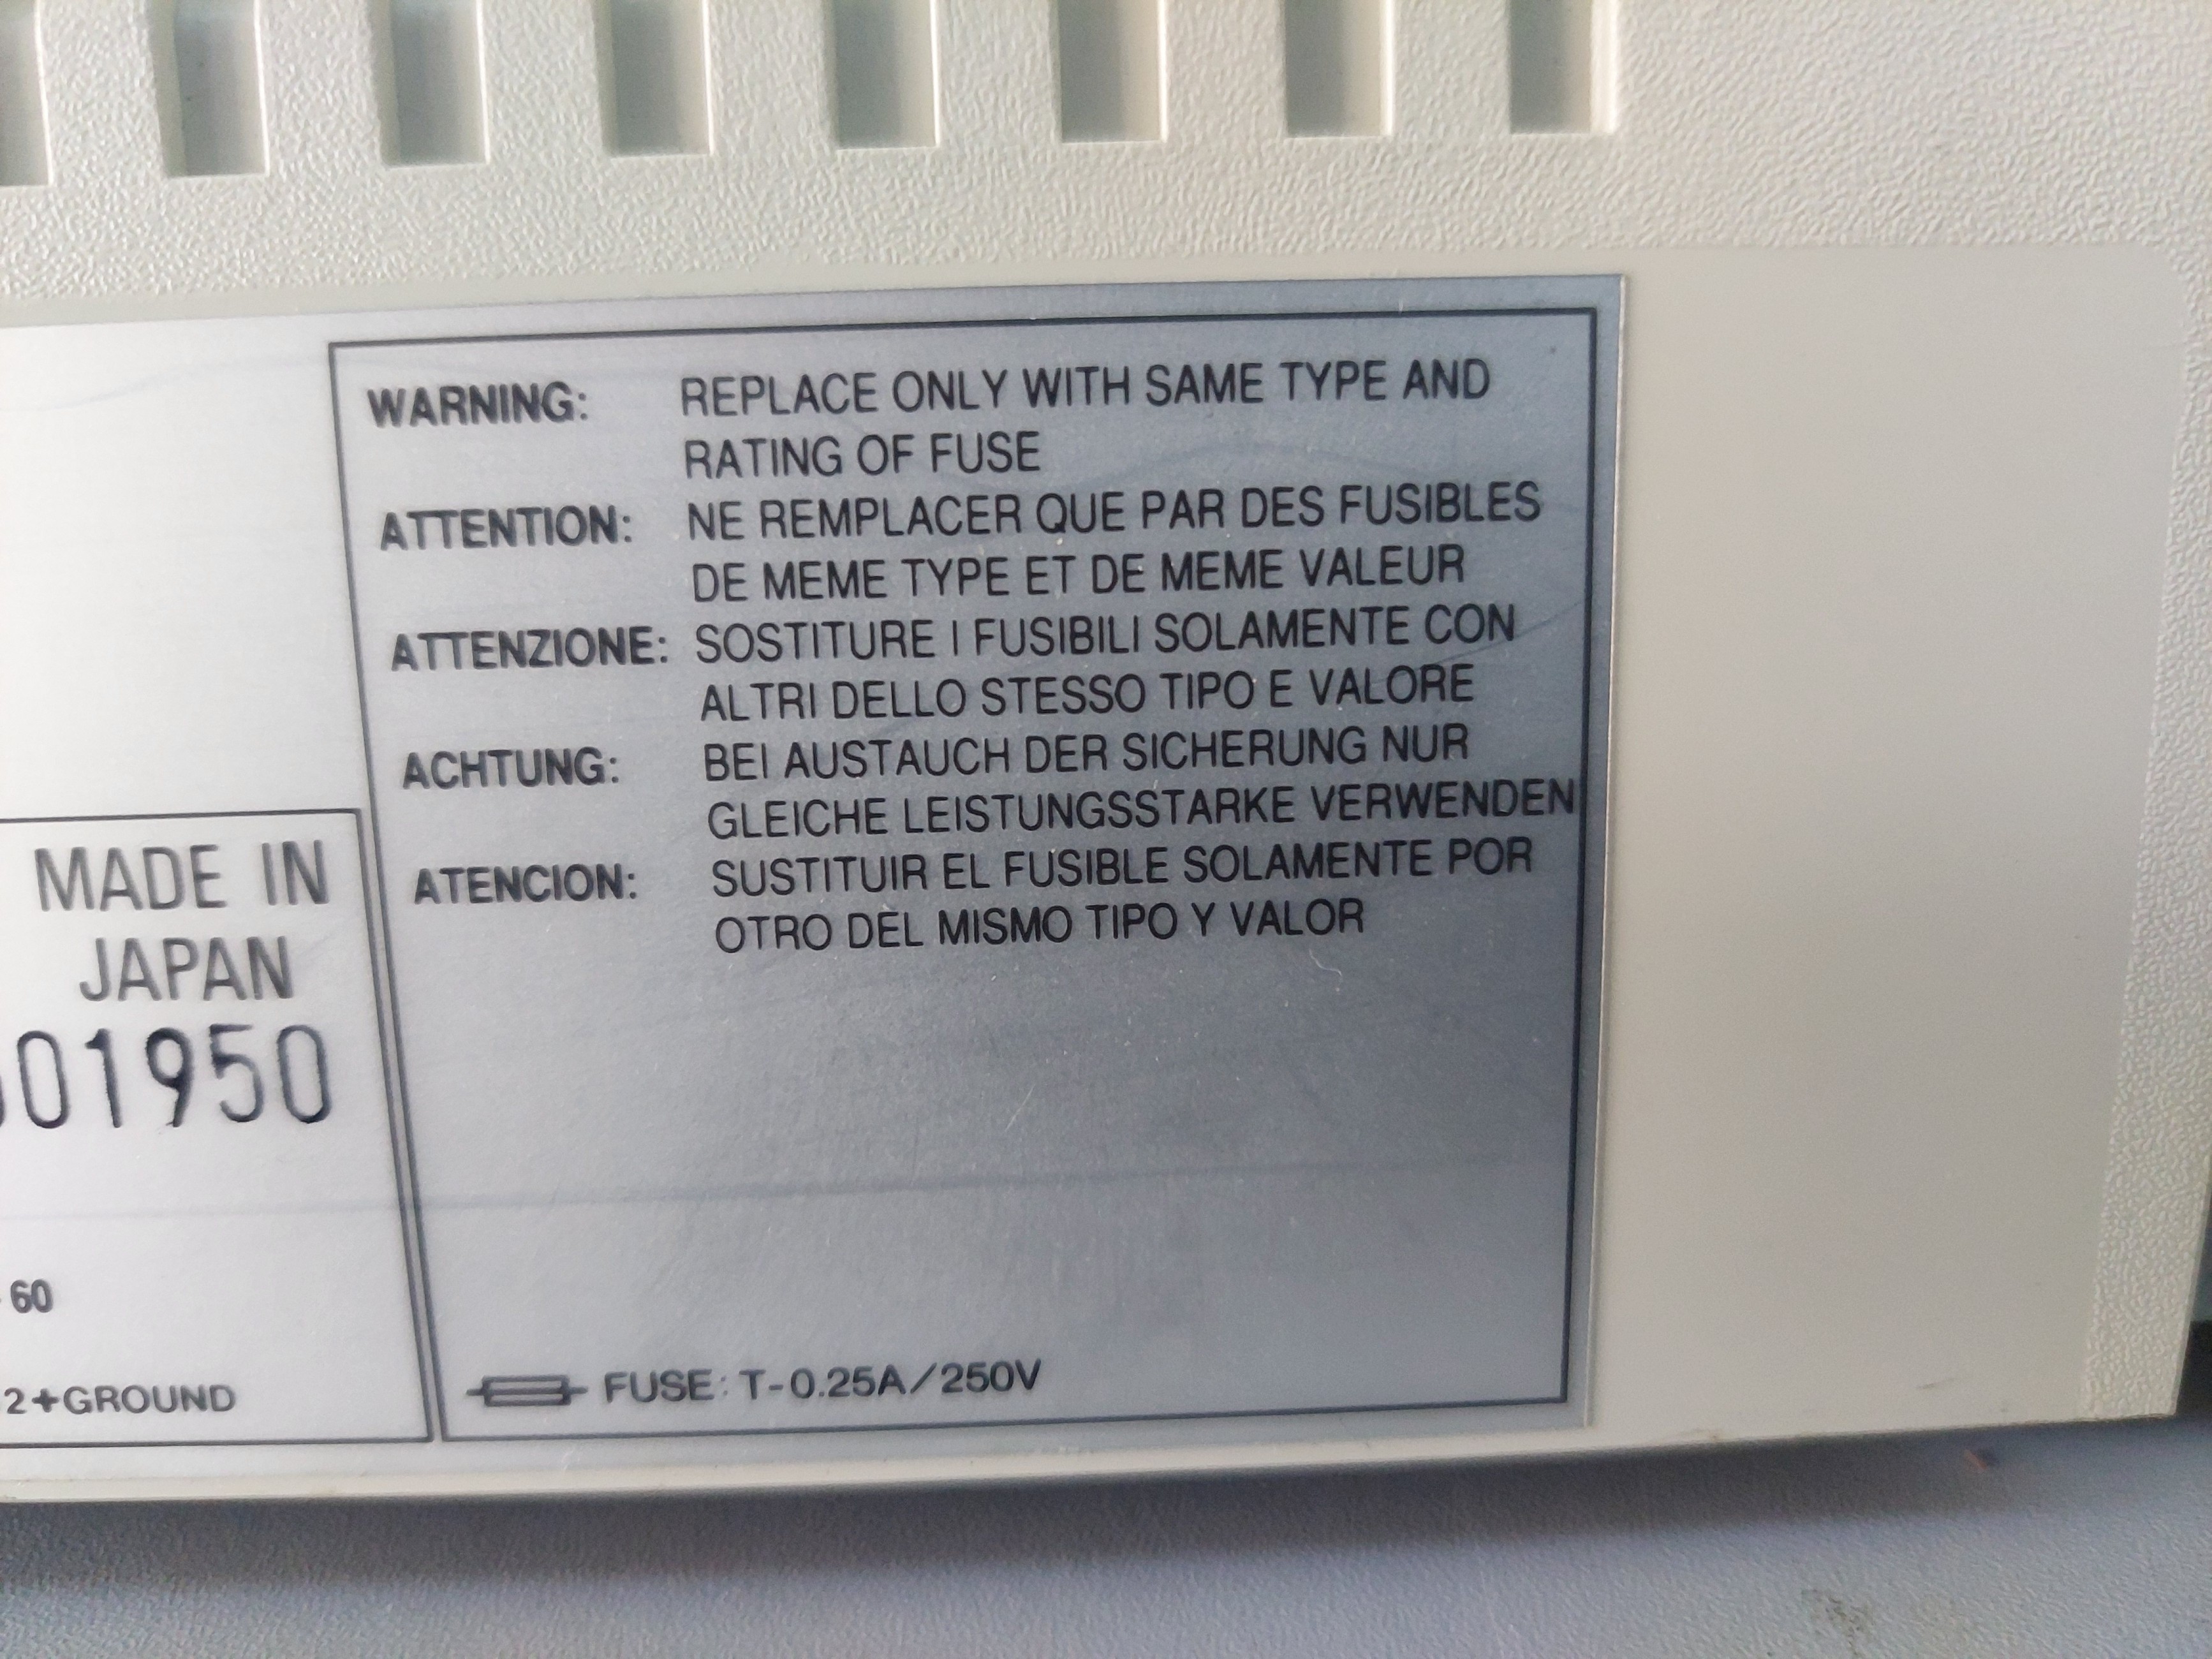 WARNING: REPLACE ONLY WITH SAME TYPE AND
RATING OF FUSE
ATTENTION: NE REMPLACER QUE PAR DES FUSIBLES
DE MEME TYPE ET DE MEME VALEUR
ATTENZIONE: SOSTITURE I FUSIBILI SOLAMENTE CON
ALTRI DELLO STESSO TIPO E VALORE
ACHTUNG: BEI AUSTAUCH DER SICHERUNG NUR
GLEICHE LEISTUNGSSTARKE VERWENDEN
ATENCION: SUSTITUIR EL FUSIBLE SOLAMENTE POR
OTRO DEL MISMO TIPO Y VALOR
FUSE: T-0.25A/250V
MADE IN
JAPAN
01950
60
2+GROUND